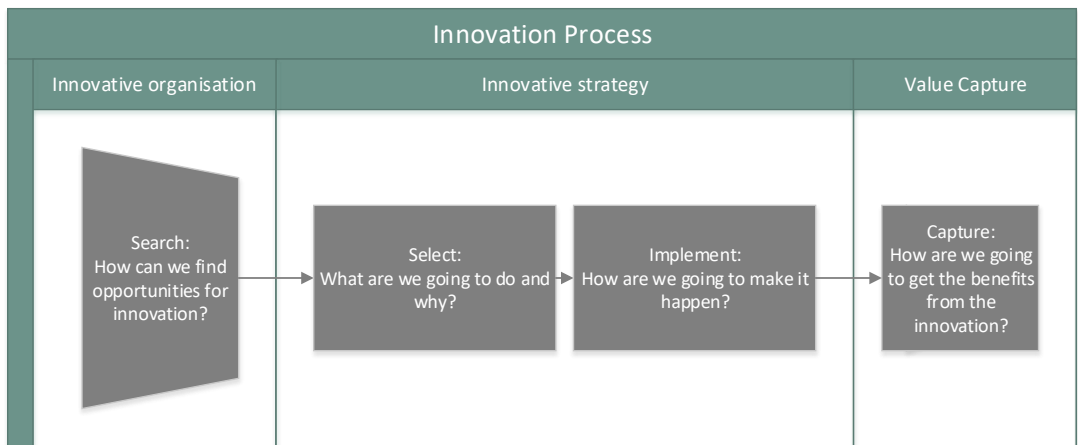 Innovation Process
Innovative organisation
Innovative strategy
Value Capture
Search:
How can we find
opportunities for
innovation?
Select:
What are we going to do and
why?
Implement:
How are we going to make it
happen?
Capture:
How are we going
to get the benefits
from the
innovation?